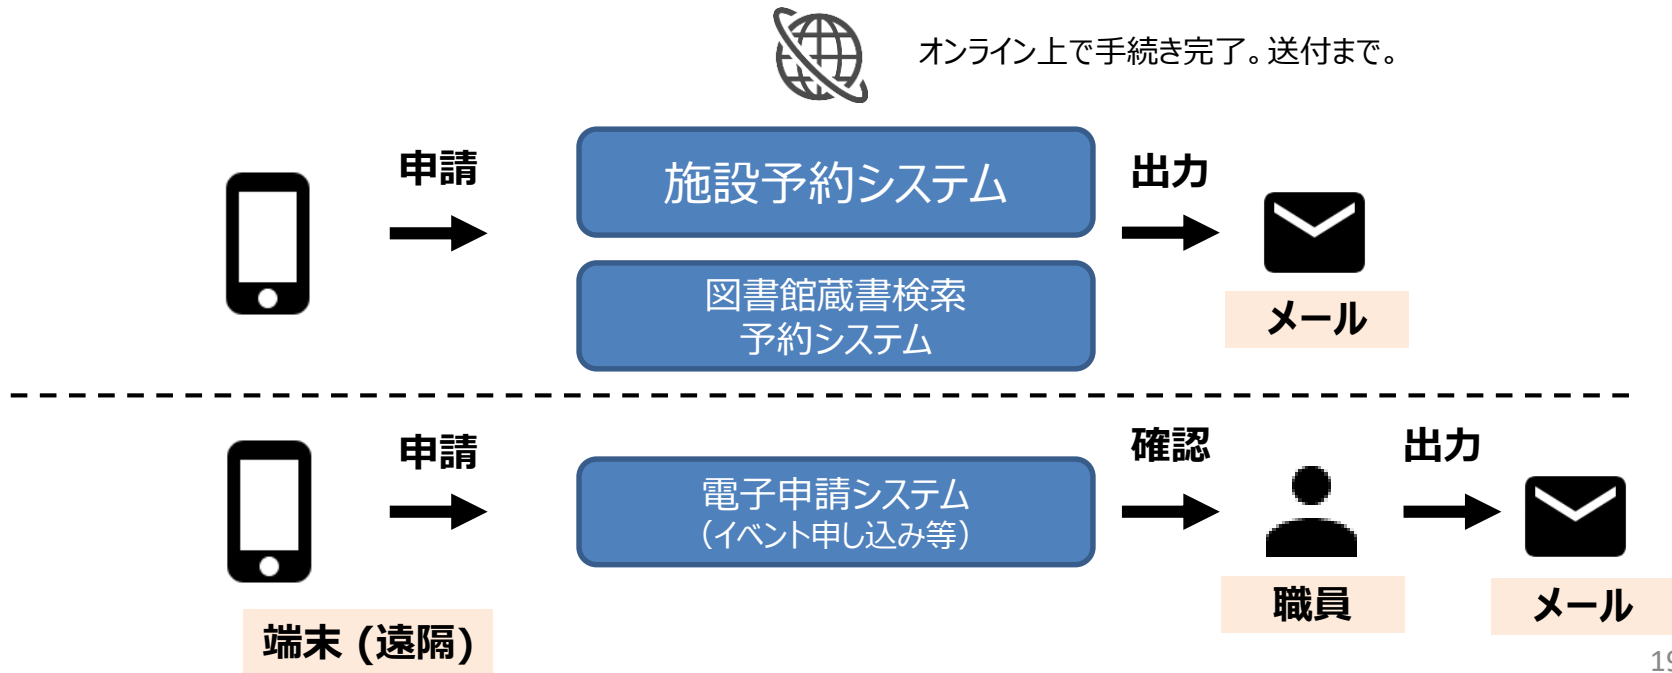 オンライン上で手続き完了。送付まで。
申請
施設予約システム
出力
図書館蔵書検索
予約システム
メール
申請
電子申請システム
（イベント申し込み等）
確認
出力
職員
メール
端末 (遠隔)
19